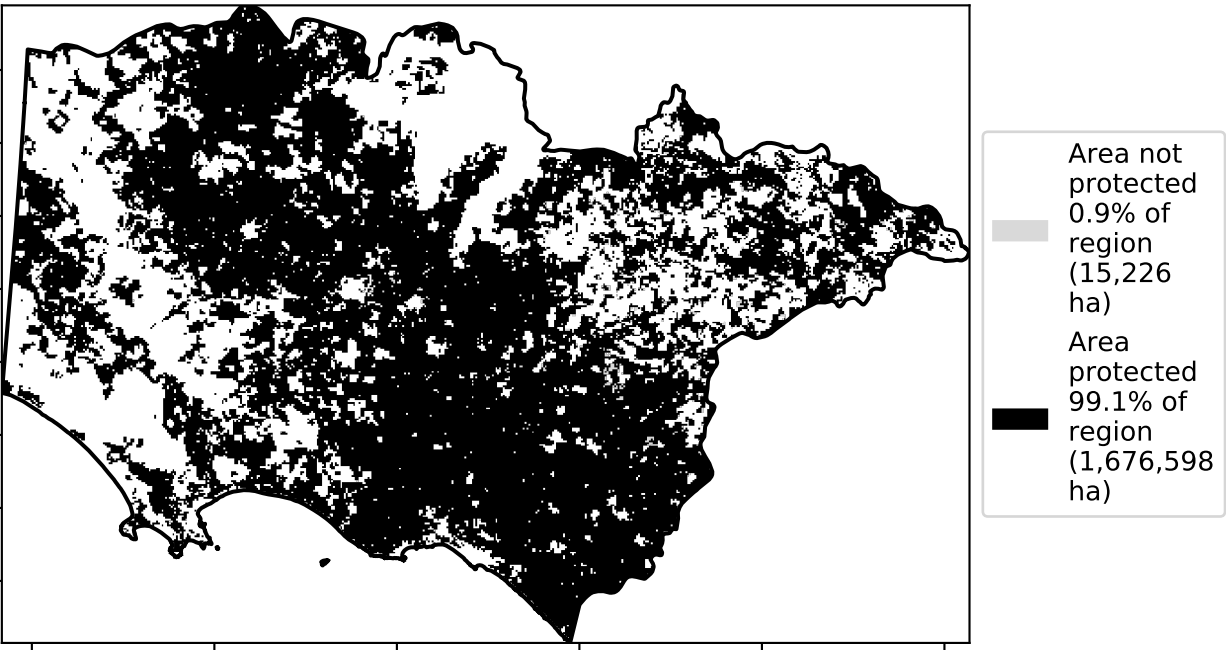 Area not
protected
0.9% of
region
(15,226
ha)
Area
protected
99.1% of
region
(1,676,598
ha)